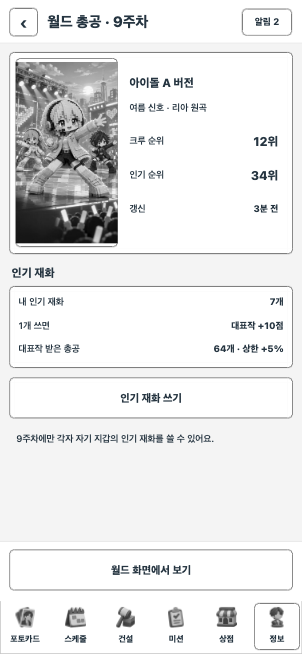 월드 총공 · 9주차
알림 2
아이돌 A 버전
여름 신호 · 리아 원곡
크루 순위 12위
인기 순위 34위
갱신 3분 전
인기 재화
내 인기 재화 7개
1개 쓰면 대표작 +10점
대표작 받은 총공 64개 · 상한 +5%
인기 재화 쓰기
9주차에만 각자 자기 지갑의 인기 재화를 쓸 수 있어요.
월드 화면에서 보기
포토카드 스케줄 건설 미션 상점 정보